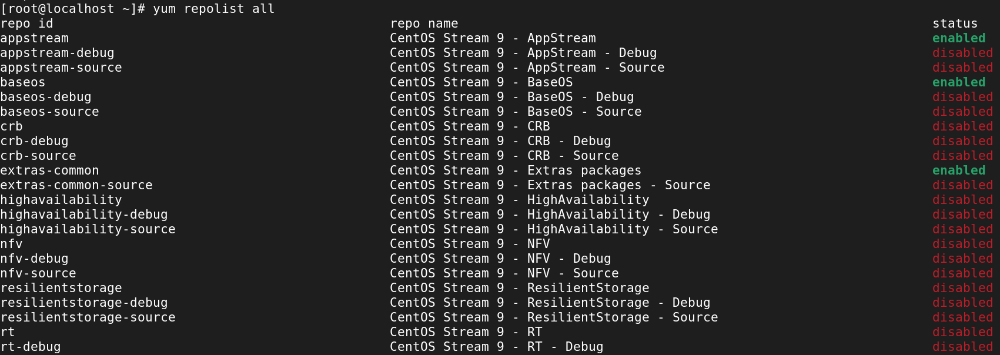 [root@localhost ~]# yum repolist all
repo id repo name status
appstream CentOS Stream 9 - AppStream enabled
appstream-debug CentOS Stream 9 - AppStream - Debug disabled
appstream-source CentOS Stream 9 - AppStream - Source disabled
baseos CentOS Stream 9 - BaseOS enabled
baseos-debug CentOS Stream 9 - BaseOS - Debug disabled
baseos-source CentOS Stream 9 - BaseOS - Source disabled
crb CentOS Stream 9 - CRB disabled
crb-debug CentOS Stream 9 - CRB - Debug disabled
crb-source CentOS Stream 9 - CRB - Source disabled
extras-common CentOS Stream 9 - Extras packages enabled
extras-common-source CentOS Stream 9 - Extras packages - Source disabled
highavailability CentOS Stream 9 - HighAvailability disabled
highavailability-debug CentOS Stream 9 - HighAvailability - Debug disabled
highavailability-source CentOS Stream 9 - HighAvailability - Source disabled
nfv CentOS Stream 9 - NFV disabled
nfv-debug CentOS Stream 9 - NFV - Debug disabled
nfv-source CentOS Stream 9 - NFV - Source disabled
resilientstorage CentOS Stream 9 - ResilientStorage disabled
resilientstorage-debug CentOS Stream 9 - ResilientStorage - Debug disabled
resilientstorage-source CentOS Stream 9 - ResilientStorage - Source disabled
rt CentOS Stream 9 - RT disabled
rt-debug CentOS Stream 9 - RT - Debug disabled